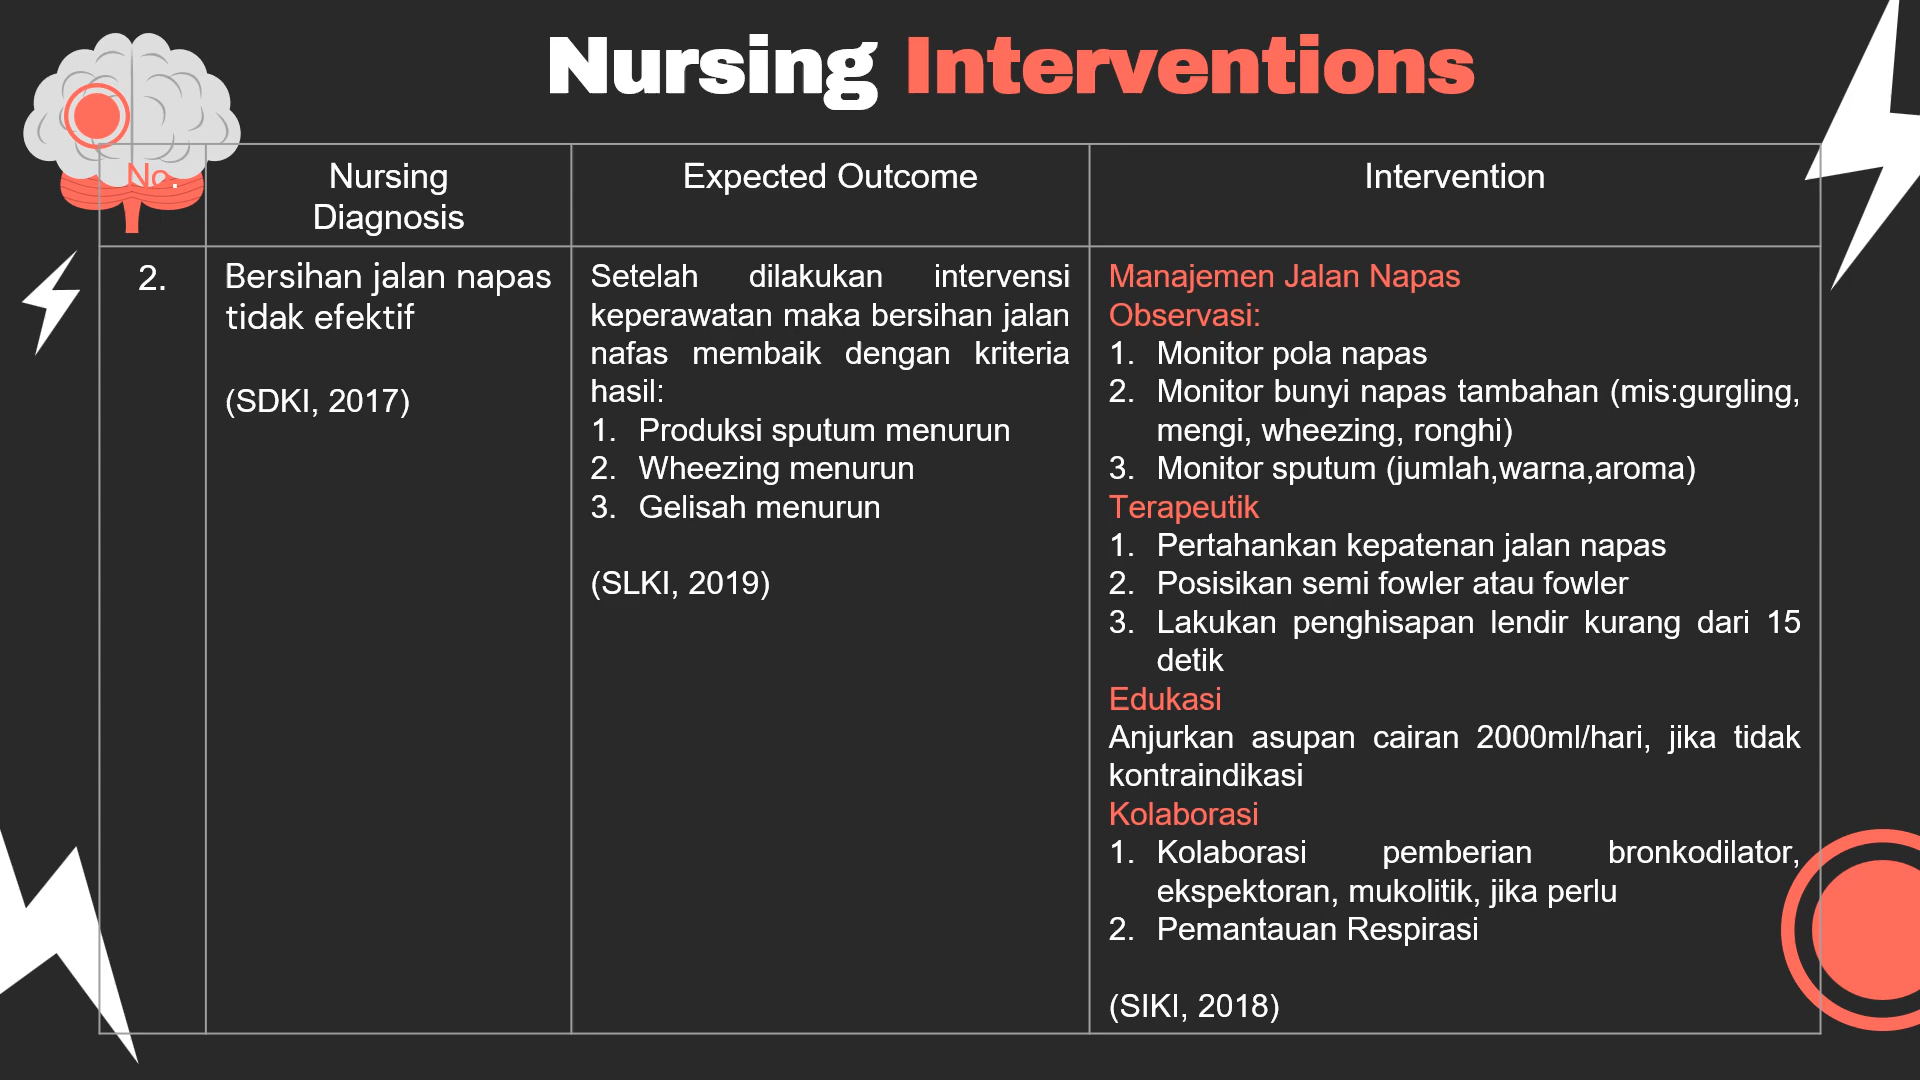 Nursing Interventions
No.
Nursing
Diagnosis
Expected Outcome
Intervention
2.
Bersihan jalan napas
tidak efektif
(SDKI, 2017)
Setelah dilakukan intervensi
keperawatan maka bersihan jalan
nafas membaik dengan kriteria
hasil:
1. Produksi sputum menurun
2. Wheezing menurun
3. Gelisah menurun
(SLKI, 2019)
Manajemen Jalan Napas
Observasi:
1. Monitor pola napas
2. Monitor bunyi napas tambahan (mis:gurgling,
mengi, wheezing, ronghi)
3. Monitor sputum (jumlah,warna,aroma)
Terapeutik
1. Pertahankan kepatenan jalan napas
2. Posisikan semi fowler atau fowler
3. Lakukan penghisapan lendir kurang dari 15
detik
Edukasi
Anjurkan asupan cairan 2000ml/hari, jika tidak
kontraindikasi
Kolaborasi
1. Kolaborasi pemberian bronkodilator,
ekspektoran, mukolitik, jika perlu
2. Pemantauan Respirasi
(SIKI, 2018)